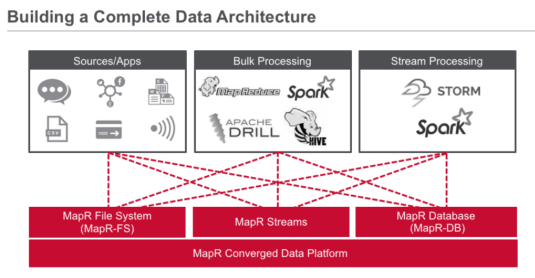 Building a Complete Data Architecture
Sources/Apps
Bulk Processing
Stream Processing
MapReduce
Spark
STORM
APACHE
DRILL
HIVE
Spark
MapR File System
(MapR-FS)
MapR Streams
MapR Database
(MapR-DB)
MapR Converged Data Platform